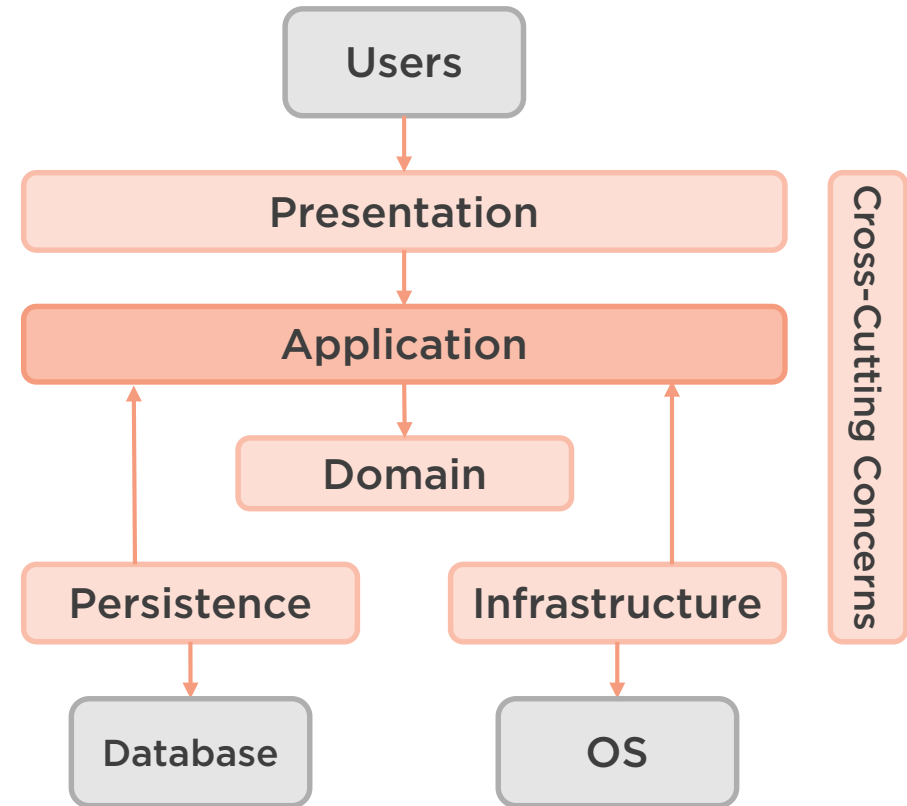 Users
Presentation
Application
Domain
Persistence
Infrastructure
Database
OS
Cross-Cutting Concerns